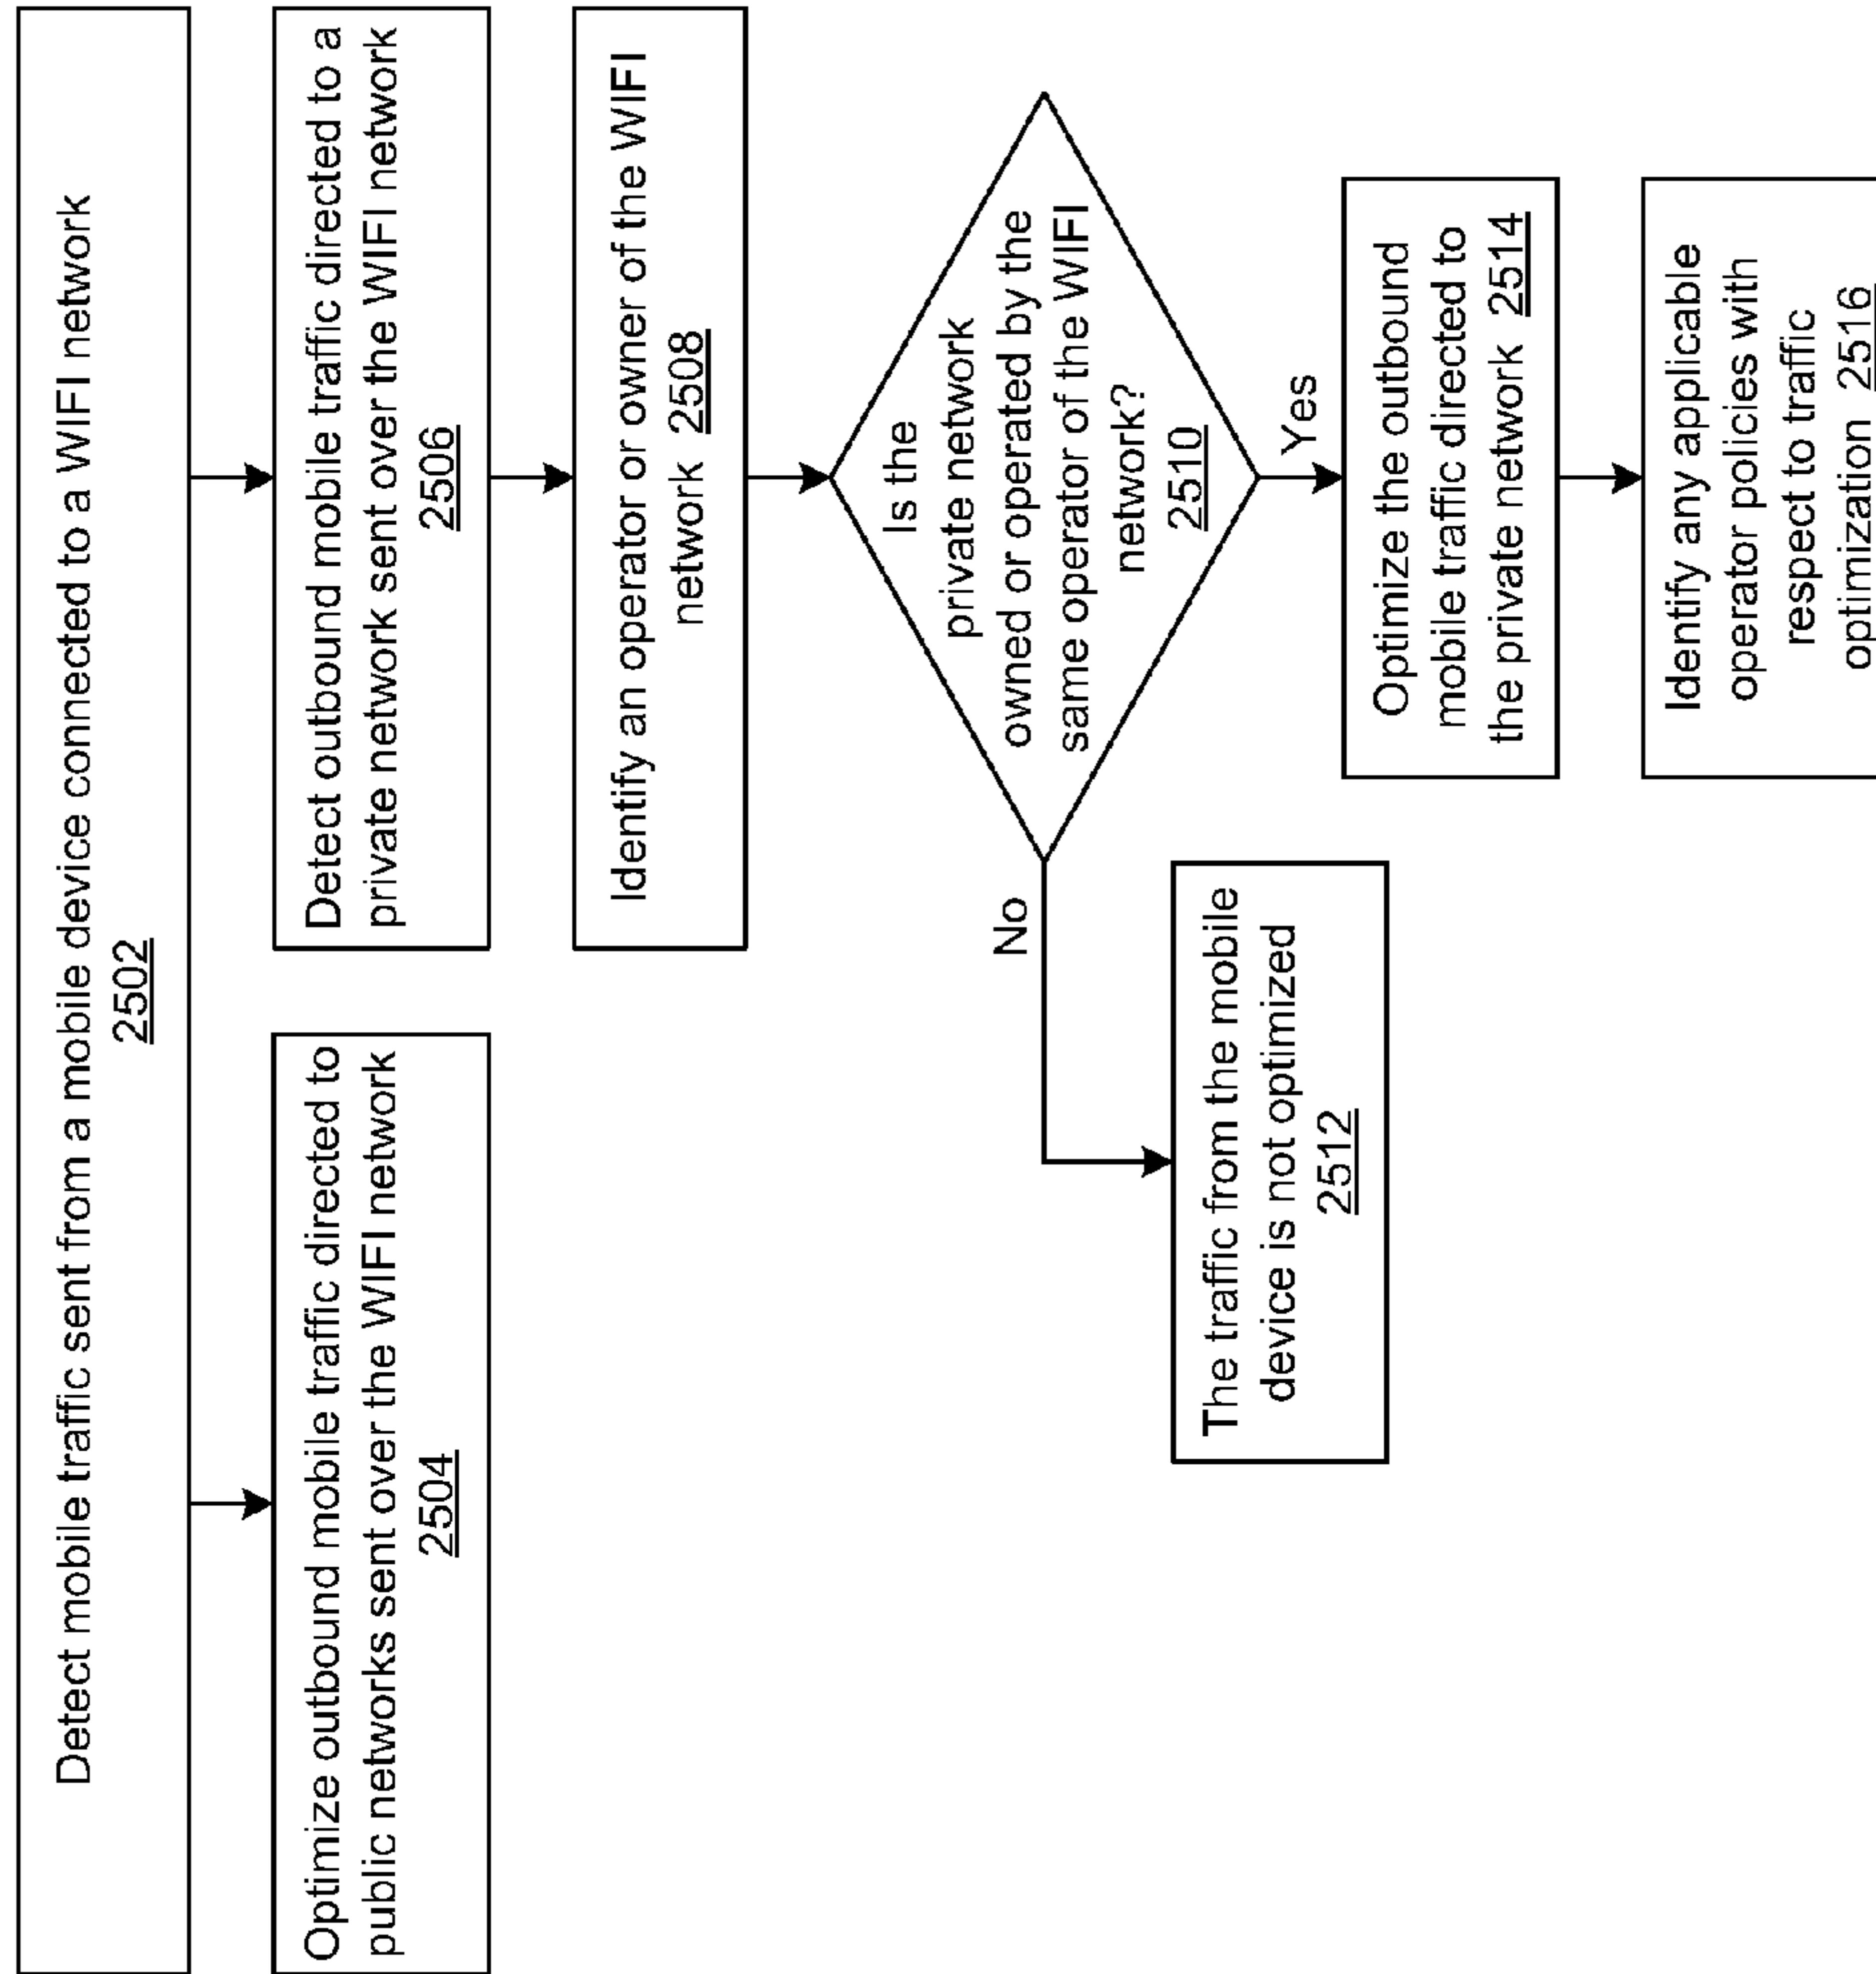 Detect mobile traffic sent from a mobile device connected to a WIFI network
2502
Optimize outbound mobile traffic directed to
public networks sent over the WIFI network
2504
Detect outbound mobile traffic directed to a
private network sent over the WIFI network
2506
Identify an operator or owner of the WIFI
network 2508
Is the
private network
owned or operated by the
same operator of the WIFI
network?
2510
No
The traffic from the mobile
device is not optimized
2512
Yes
Optimize the outbound
mobile traffic directed to
the private network 2514
Identify any applicable
operator policies with
respect to traffic
optimization 2516